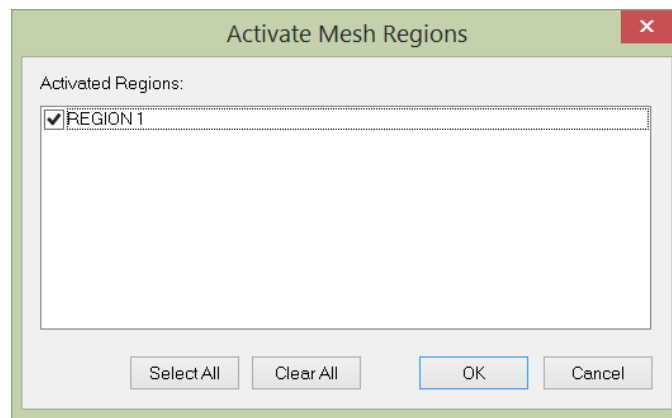 Activate Mesh Regions
Activated Regions:
REGION 1
Select All Clear All OK Cancel